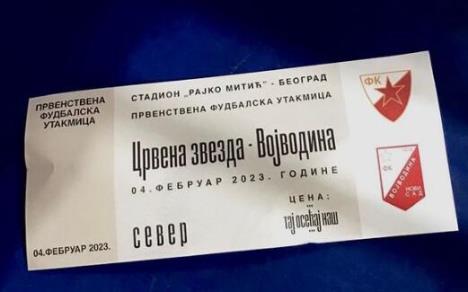 ПРВЕНСТВЕНА
ФУДБАЛСКА
УТАКМИЦА
04.ФЕБРУАР 2023.
СТАДИОН „РАЈКО МИТИЋ" - БЕОГРАД
ПРВЕНСТВЕНА ФУДБАЛСКА УТАКМИЦА
Црвена звезда - Војводина
04. ФЕБРУАР 2023. ГОДИНЕ
север
ЦЕНА:
тај осећај наш
ФК
ФК
ВОЈВОДИНА
НОВИ
САД